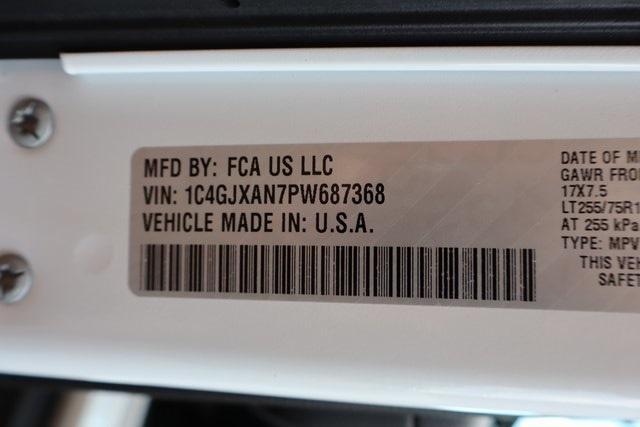 MFD BY: FCA US LLC
VIN: 1C4GJXAN7PW687368
VEHICLE MADE IN: U.S.A.
DATE OF M
GAWR FRO
17X7.5
LT255/75R1
AT 255 kPa
TYPE: MPV
THIS VEH
SAFET